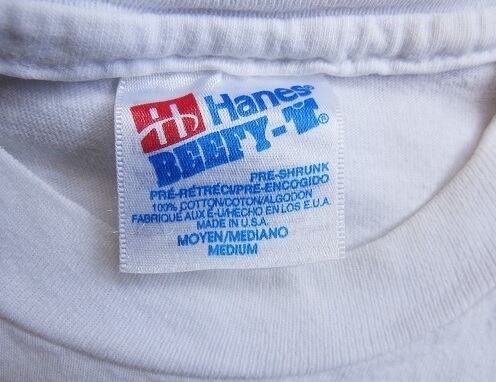 H Hanes®
BEEFY-T®
PRE-SHRUNK
PRÉ-RÉTRÉCI/PRE-ENCOGIDO
100% COTTON/COTON/ALGODON
FABRIQUE AUX É-U/HECHO EN LOS E.U.A.
MADE IN U.S.A.
MOYEN/MEDIANO
MEDIUM